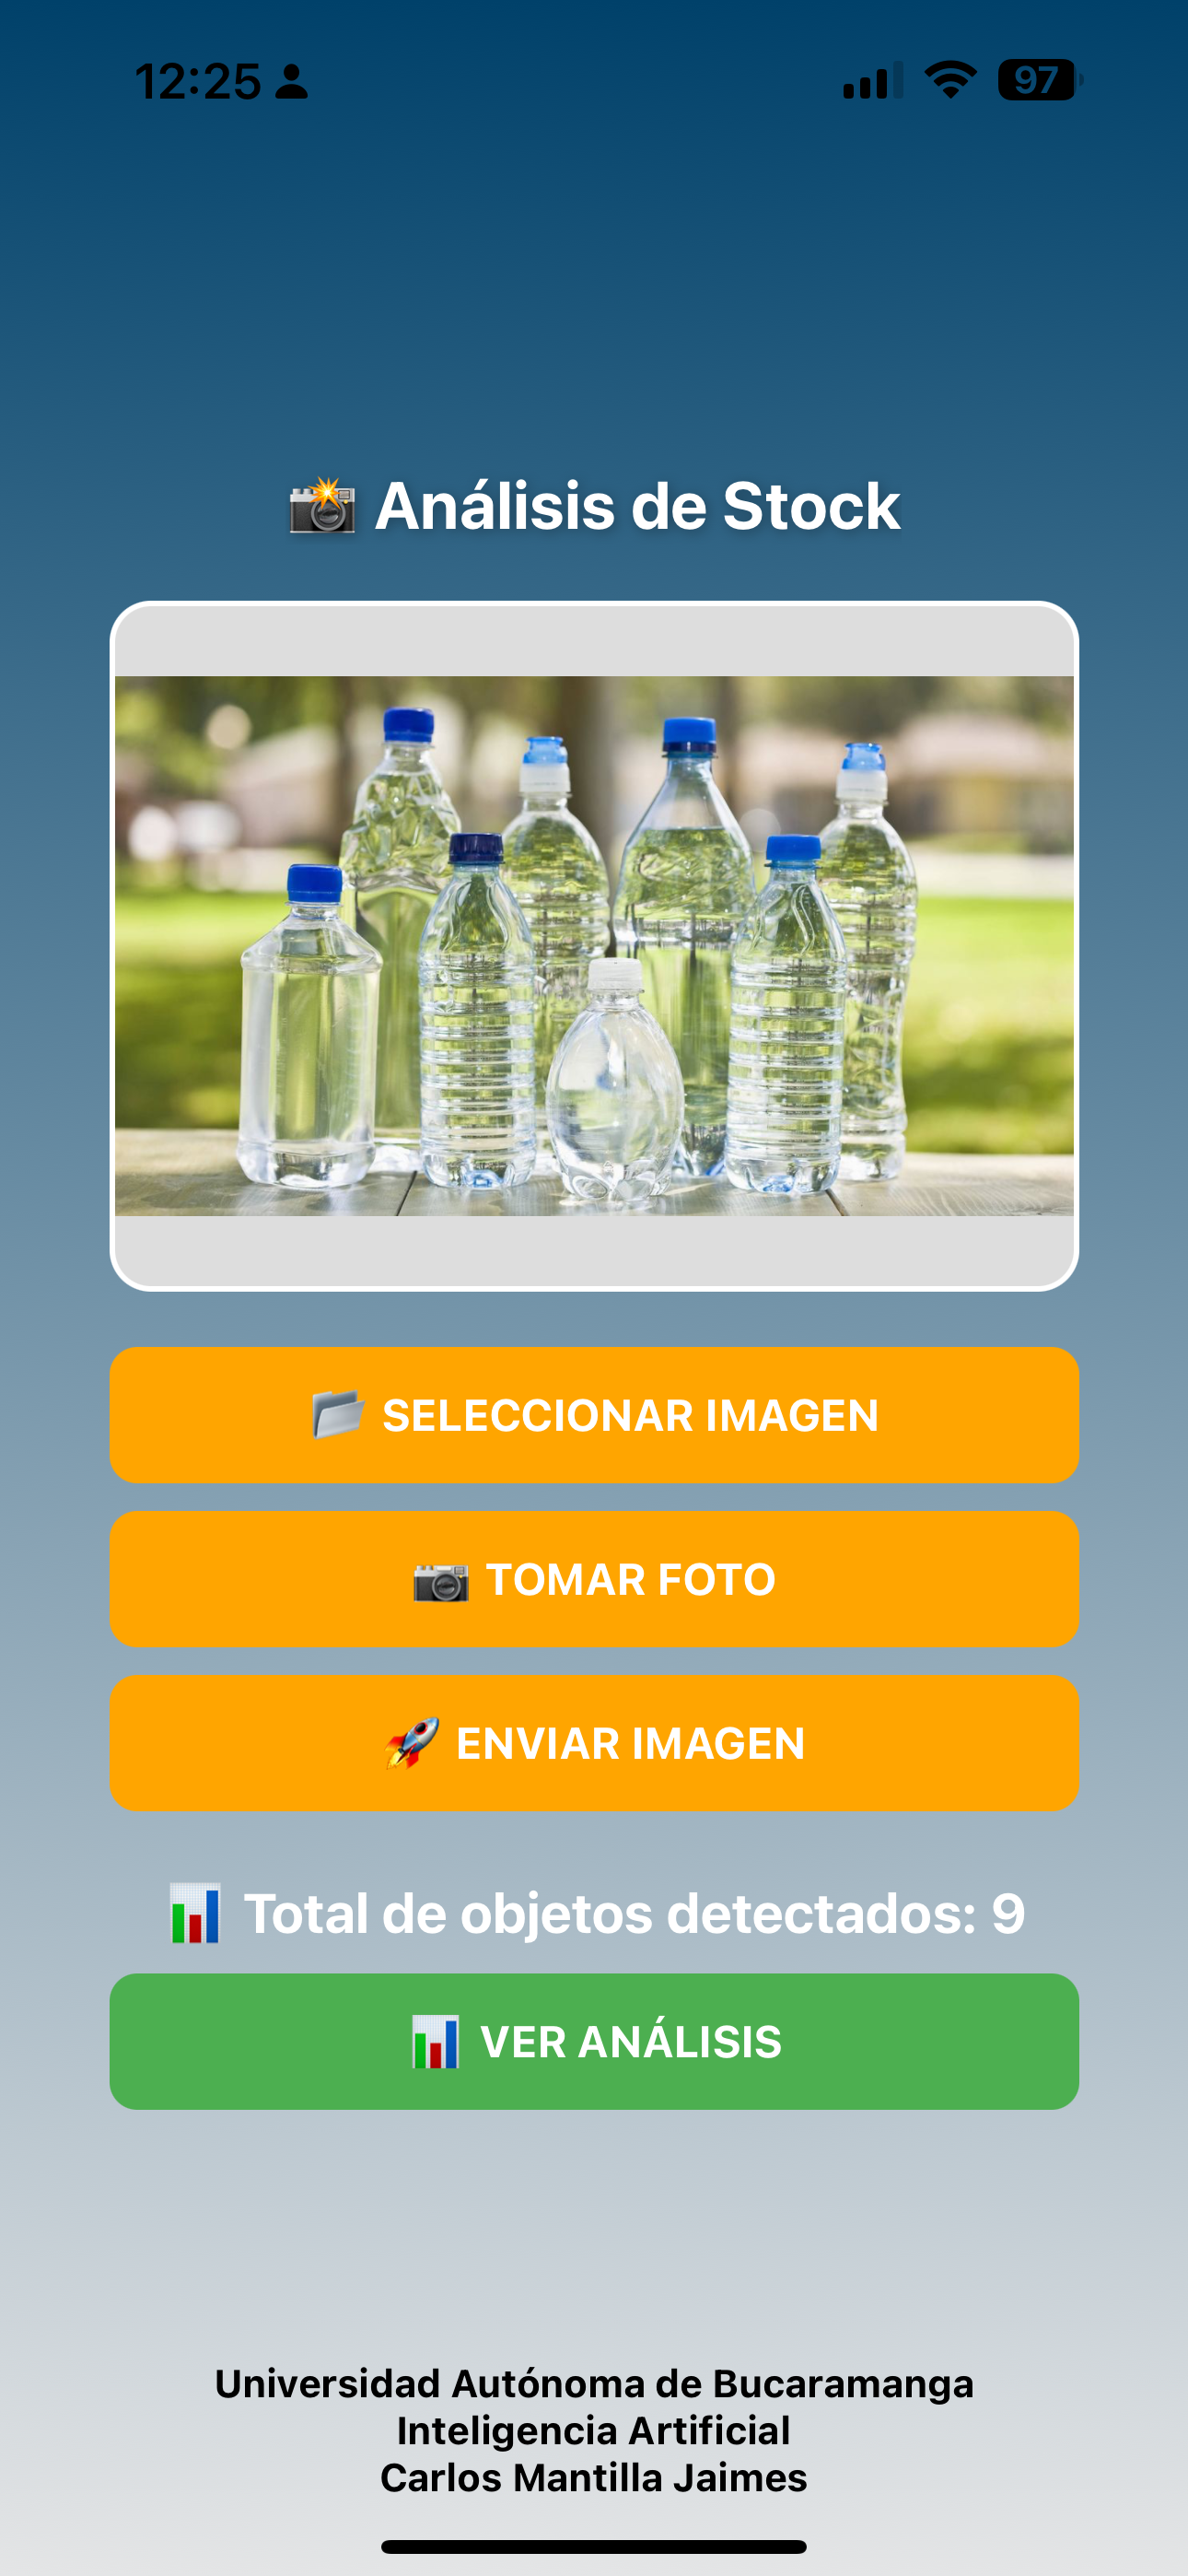 12:25
97
Análisis de Stock
SELECCIONAR IMAGEN
TOMAR FOTO
ENVIAR IMAGEN
Total de objetos detectados: 9
VER ANÁLISIS
Universidad Autónoma de Bucaramanga
Inteligencia Artificial
Carlos Mantilla Jaimes